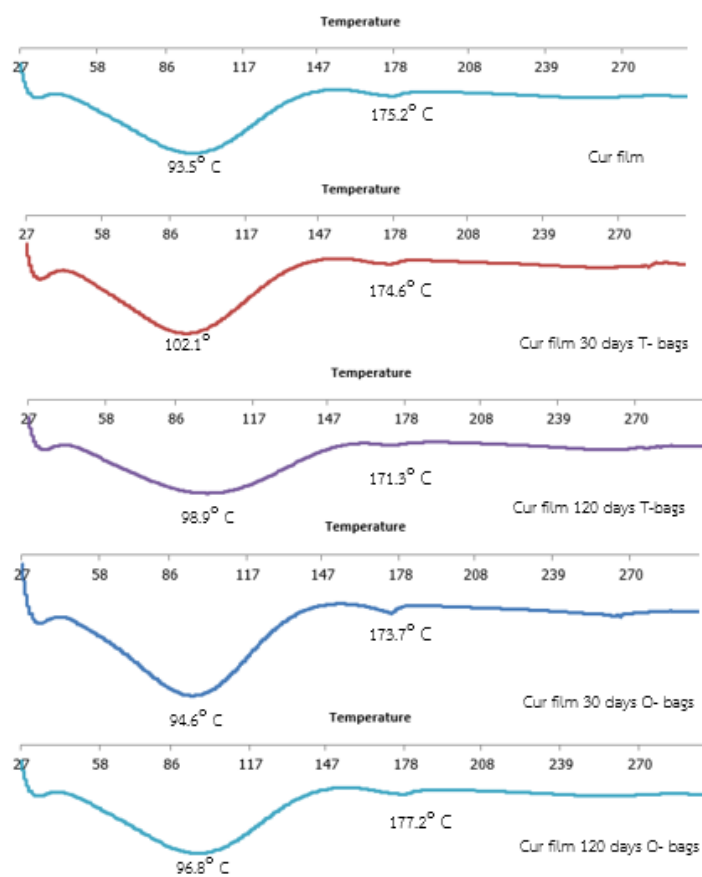 Temperature
27 58 86 117 147 178 208 239 270
175.2° C
Cur film
93.5° C
Temperature
27 58 86 117 147 178 208 239 270
174.6° C
102.1°
Cur film 30 days T- bags
Temperature
27 58 86 117 147 178 208 239 270
171.3° C
Cur film 120 days T-bags
98.9° C
Temperature
27 58 86 117 147 178 208 239 270
173.7° C
Cur film 30 days O- bags
94.6° C
Temperature
27 58 86 117 147 178 208 239 270
177.2° C
Cur film 120 days O- bags
96.8° C